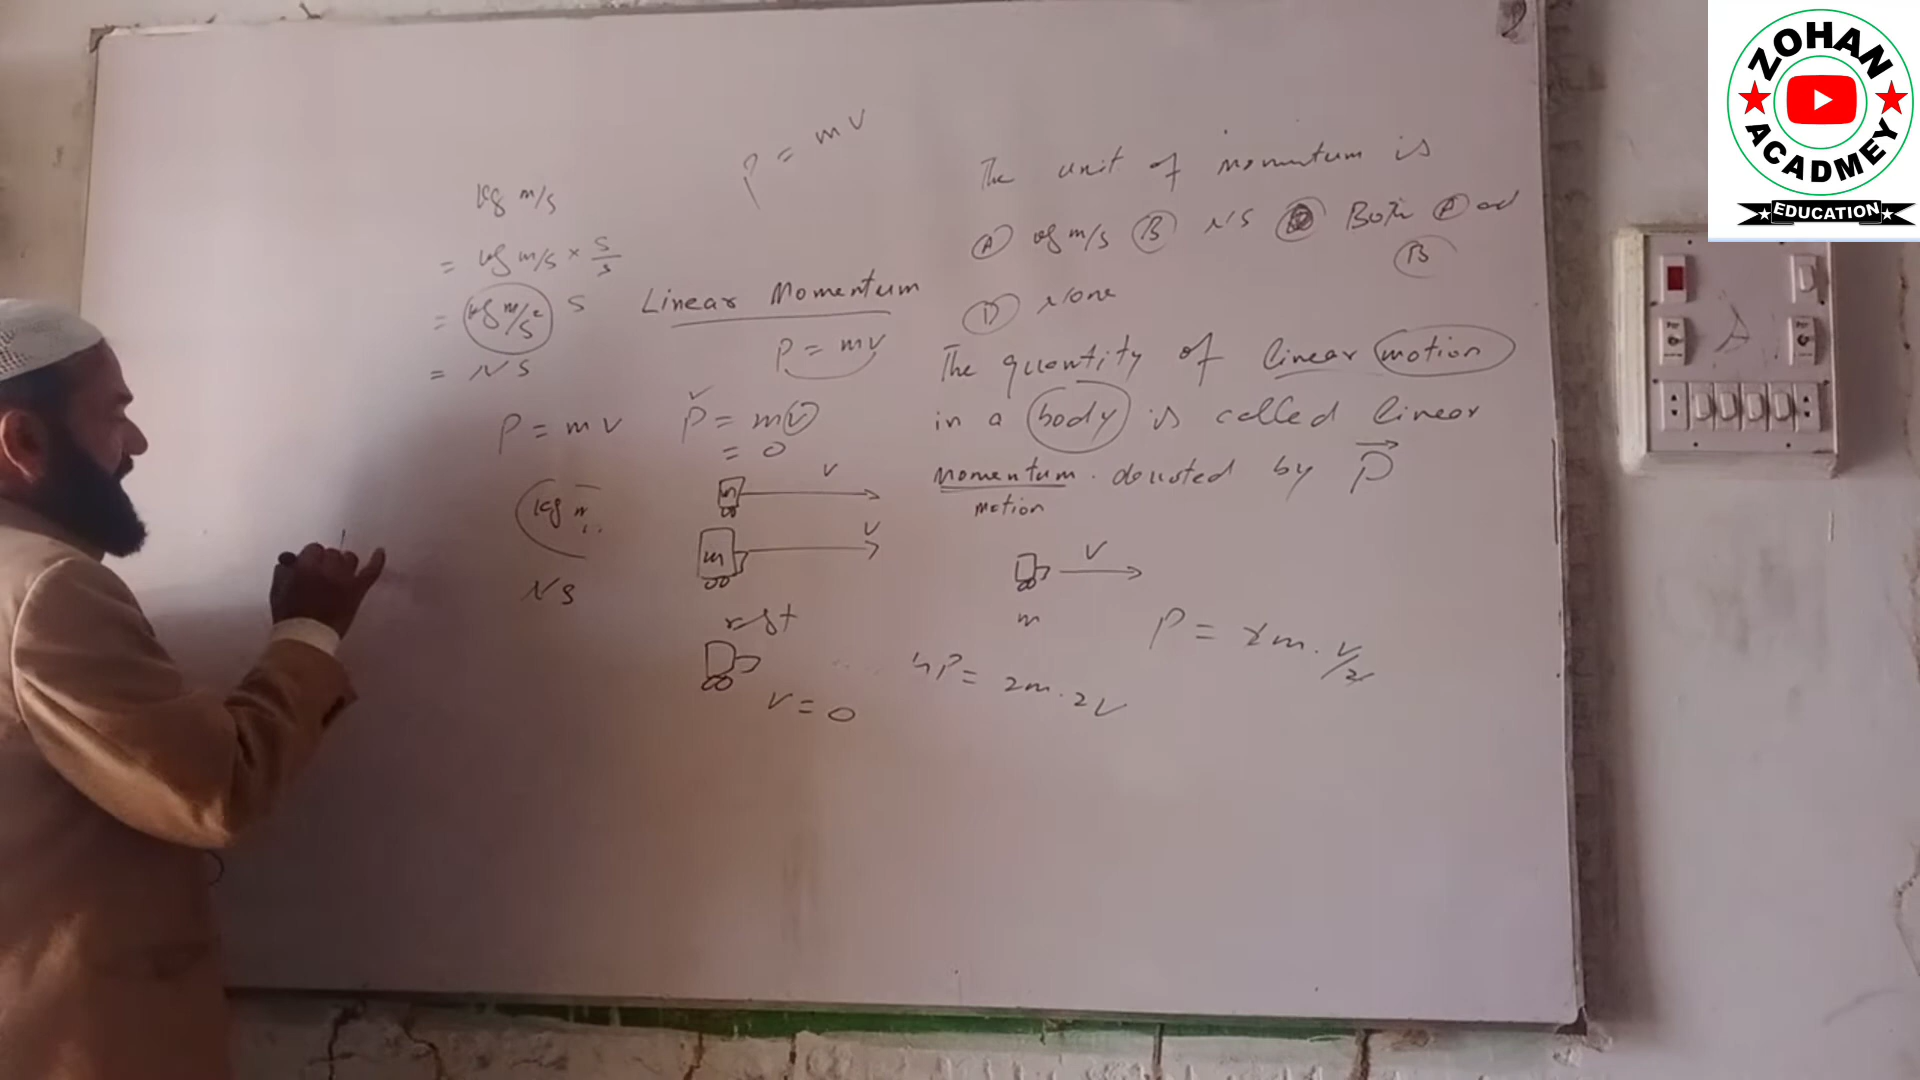 P = mv
kg m/s
= kg m/s × s/s
= kg m/s² s
= NS
Linear Momentum
P = mv
P = mv
P = mv
= 0
kg
NS
m v
m v
rest
v = 0
The unit of momentum is
A kg m/s B NS Both A and
B
D None
The quantity of linear motion
in a body is called linear
momentum. denoted by P
motion
v
m
P = 2m . v/2
4P = 2m . 2v
ZOHAN
ACADMEY
EDUCATION